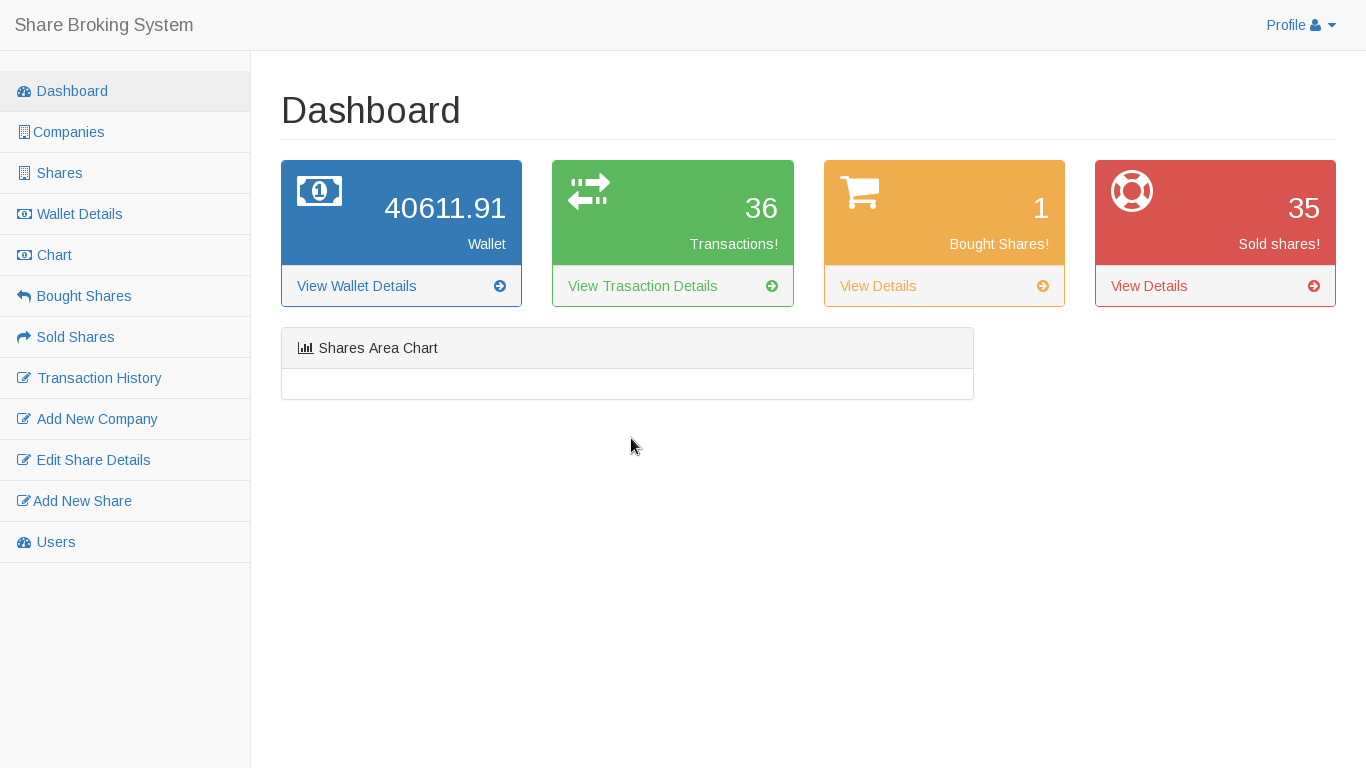 Share Broking System
Profile
Dashboard
Companies
Shares
Wallet Details
Chart
Bought Shares
Sold Shares
Transaction History
Add New Company
Edit Share Details
Add New Share
Users
Dashboard
1
40611.91
Wallet
View Wallet Details
36
Transactions!
View Trasaction Details
1
Bought Shares!
View Details
35
Sold shares!
View Details
Shares Area Chart